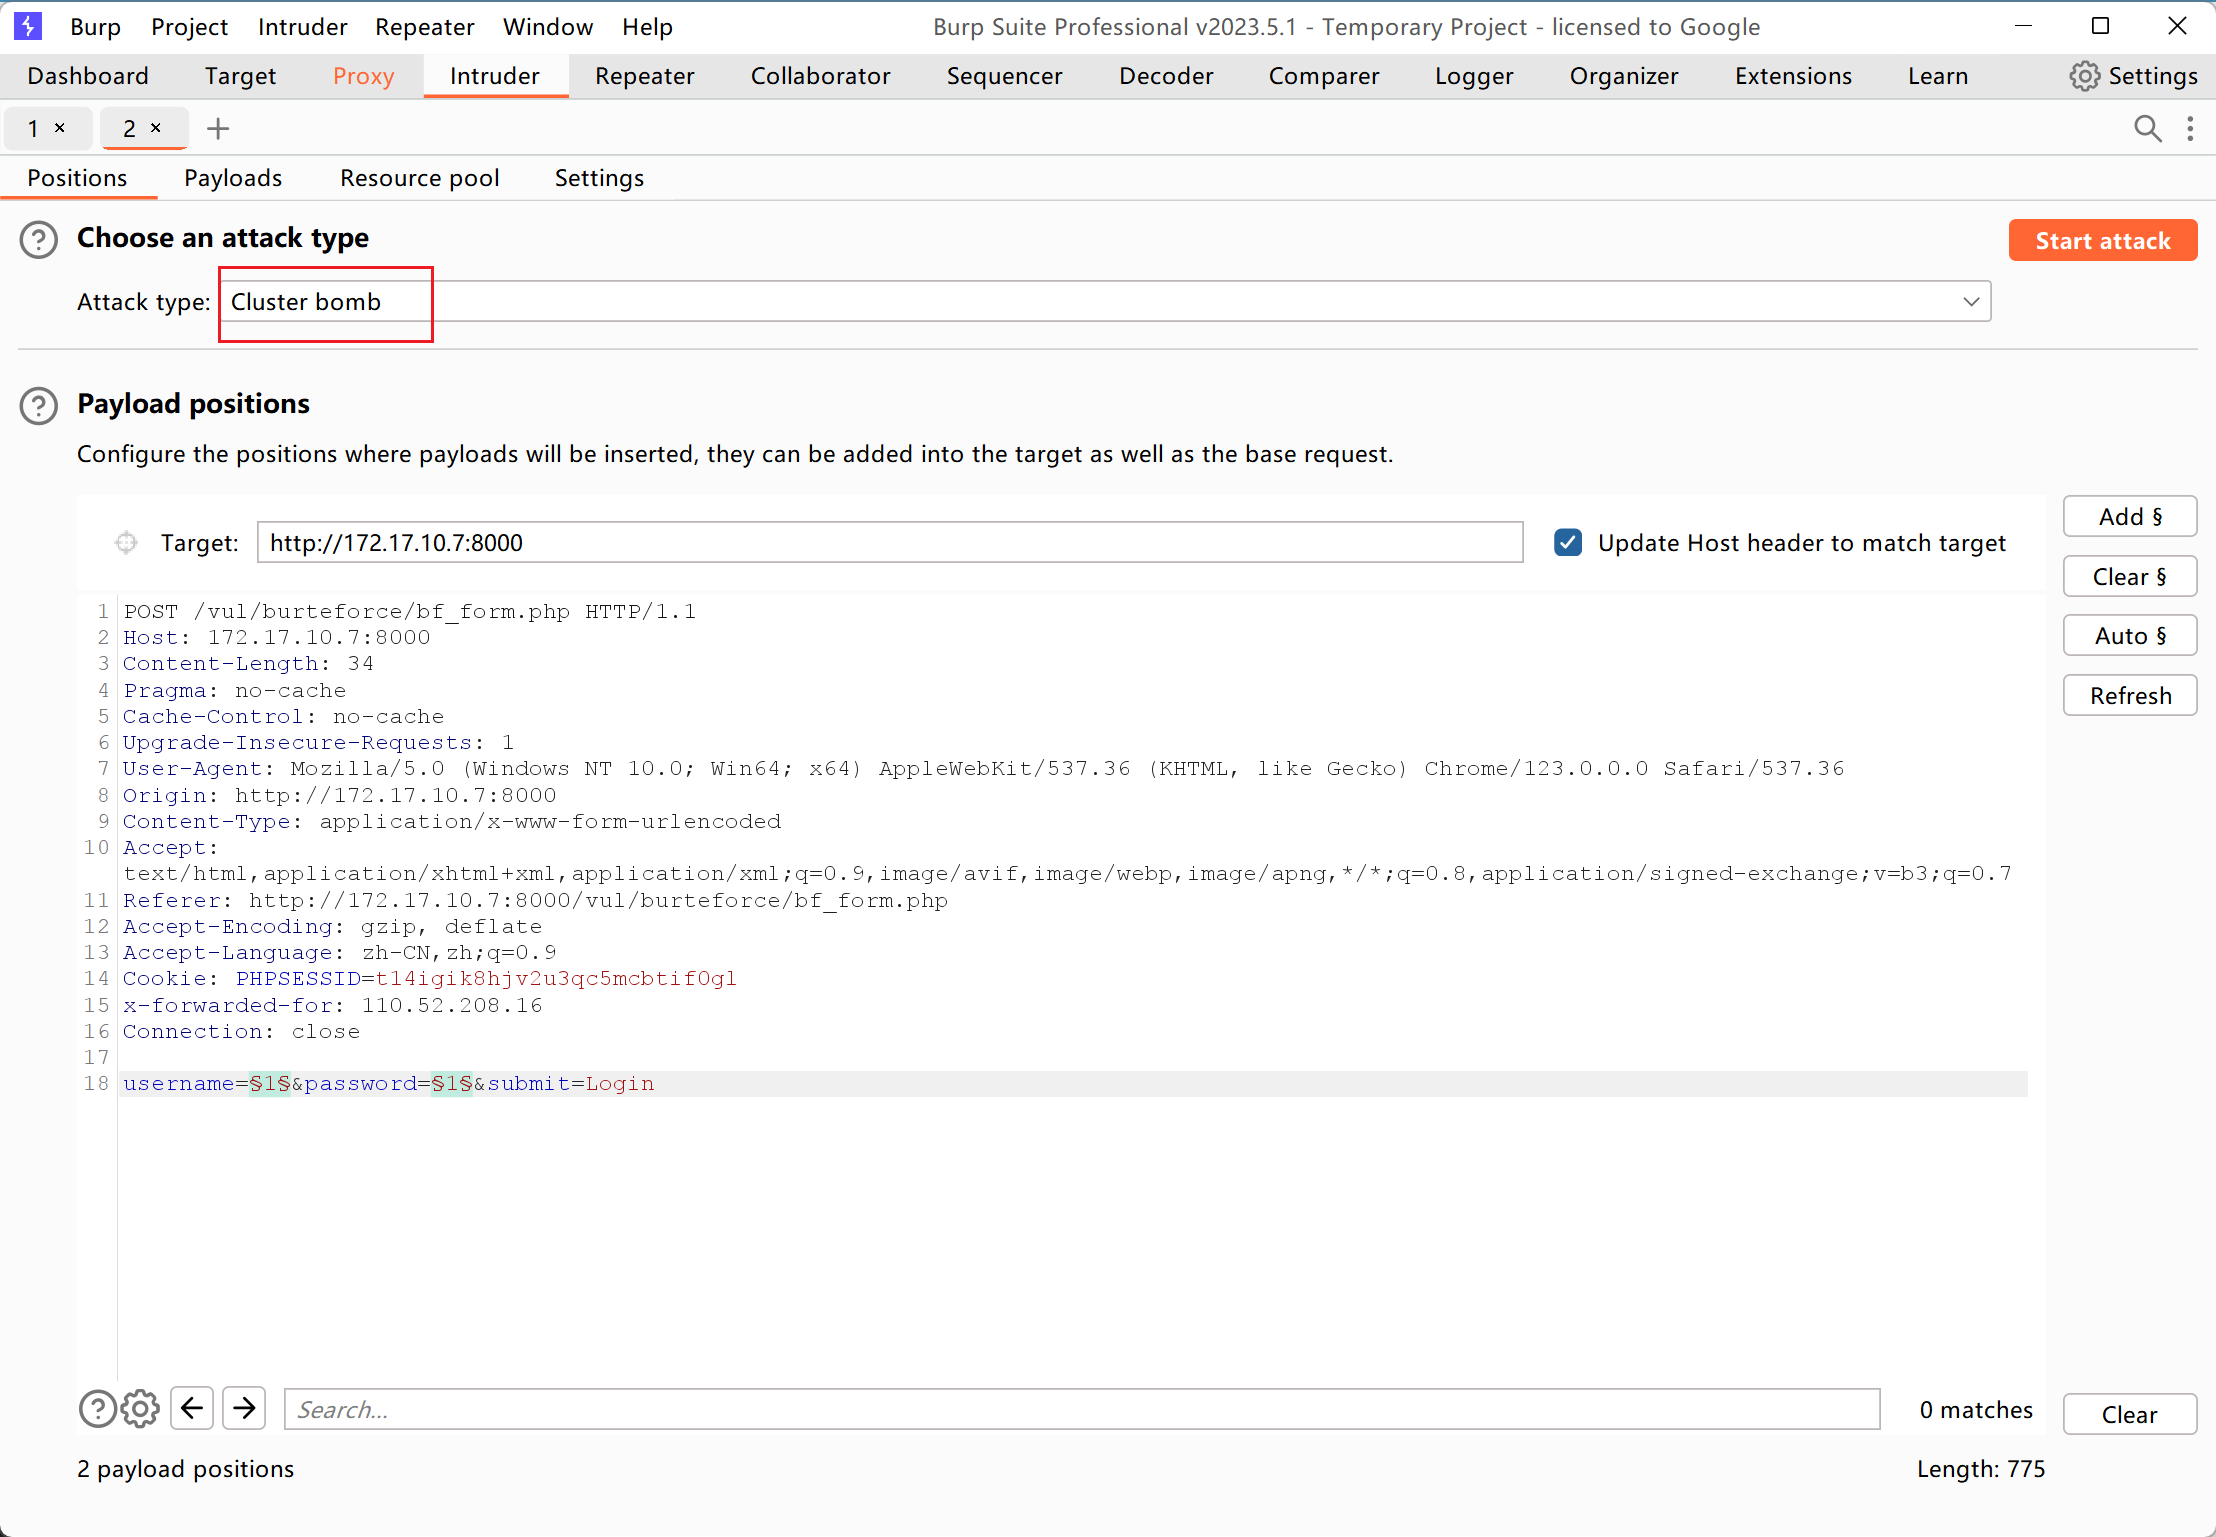 Burp Project Intruder Repeater Window Help Burp Suite Professional v2023.5.1 - Temporary Project - licensed to Google
Dashboard Target Proxy Intruder Repeater Collaborator Sequencer Decoder Comparer Logger Organizer Extensions Learn Settings
1 × 2 × +
Positions Payloads Resource pool Settings
Choose an attack type
Start attack
Attack type: Cluster bomb
Payload positions
Configure the positions where payloads will be inserted, they can be added into the target as well as the base request.
Target: http://172.17.10.7:8000 Update Host header to match target
Add §
Clear §
Auto §
Refresh
1 POST /vul/burteforce/bf_form.php HTTP/1.1
2 Host: 172.17.10.7:8000
3 Content-Length: 34
4 Pragma: no-cache
5 Cache-Control: no-cache
6 Upgrade-Insecure-Requests: 1
7 User-Agent: Mozilla/5.0 (Windows NT 10.0; Win64; x64) AppleWebKit/537.36 (KHTML, like Gecko) Chrome/123.0.0.0 Safari/537.36
8 Origin: http://172.17.10.7:8000
9 Content-Type: application/x-www-form-urlencoded
10 Accept:
text/html,application/xhtml+xml,application/xml;q=0.9,image/avif,image/webp,image/apng,*/*;q=0.8,application/signed-exchange;v=b3;q=0.7
11 Referer: http://172.17.10.7:8000/vul/burteforce/bf_form.php
12 Accept-Encoding: gzip, deflate
13 Accept-Language: zh-CN,zh;q=0.9
14 Cookie: PHPSESSID=t14igik8hjv2u3qc5mcbtif0gl
15 x-forwarded-for: 110.52.208.16
16 Connection: close
17
18 username=§1§&password=§1§&submit=Login
Search...
0 matches
Clear
2 payload positions
Length: 775